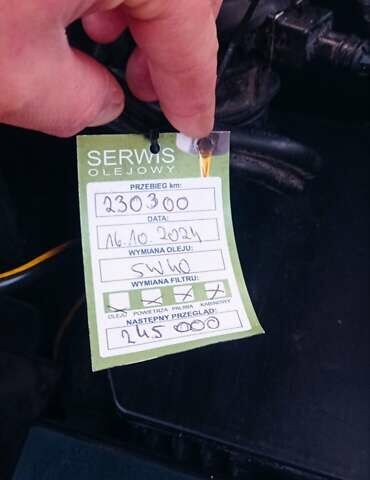 SERWIS
OLEJOWY
PRZEBIEG km:
230300
DATA:
16.10.2024
WYMIANA OLEJU:
5W40
WYMIANA FILTRU:
OLEJU POWIETRZA PALIWA KABINOWY
NASTĘPNY PRZEGLĄD:
245 000